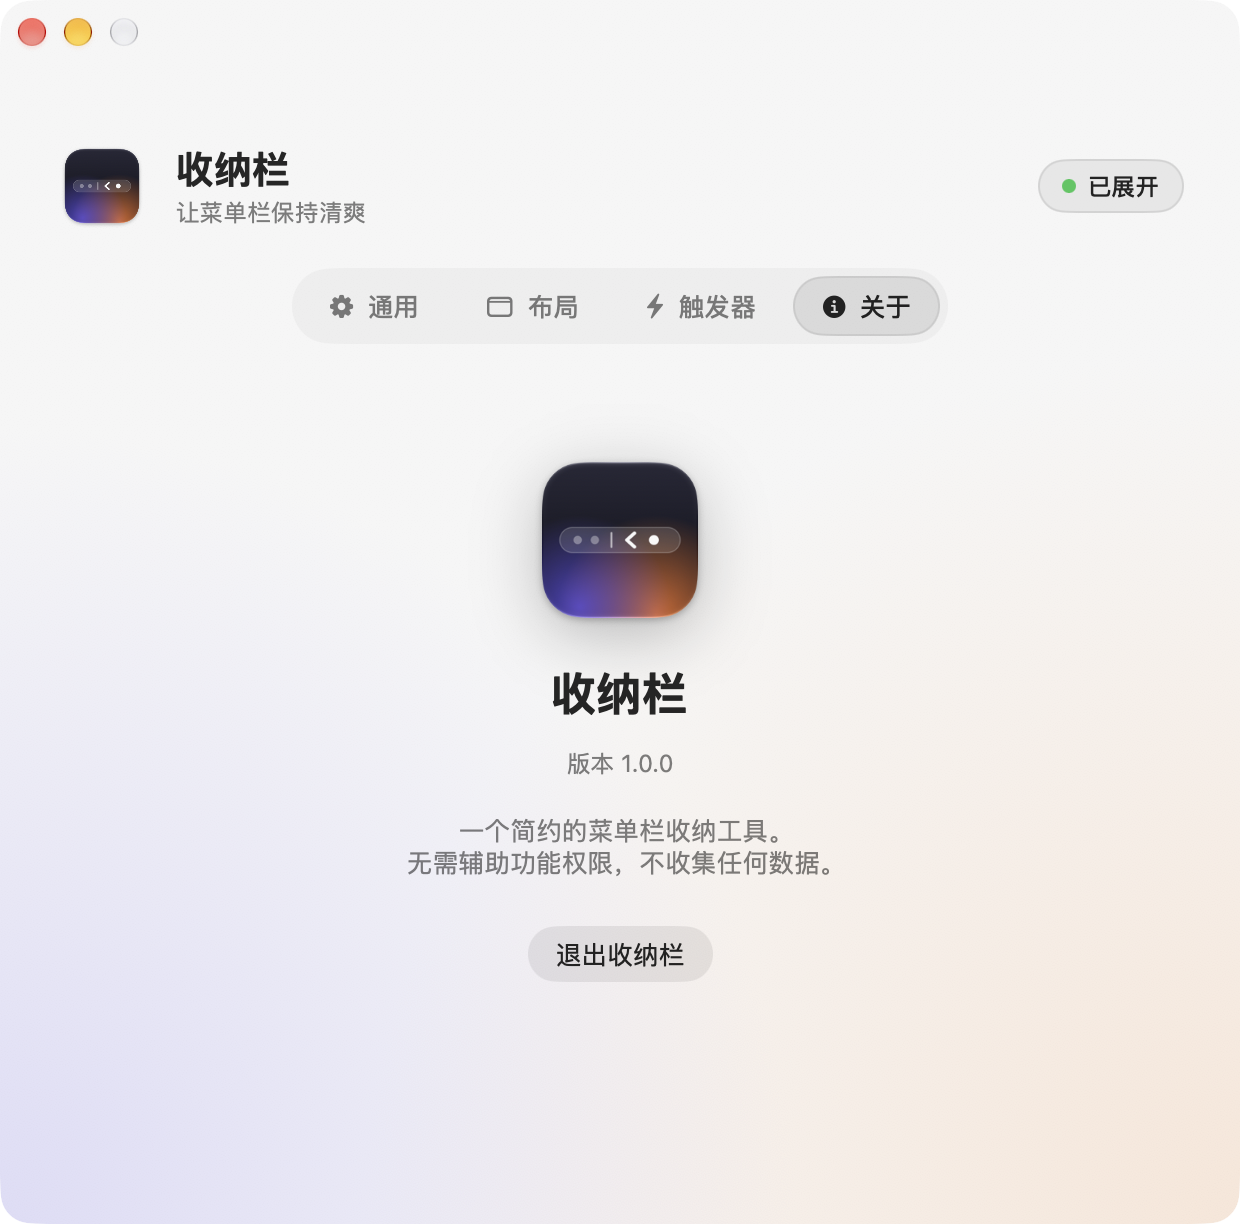 收纳栏
让菜单栏保持清爽
已展开
通用
布局
触发器
关于
收纳栏
版本 1.0.0
一个简约的菜单栏收纳工具。
无需辅助功能权限，不收集任何数据。
退出收纳栏